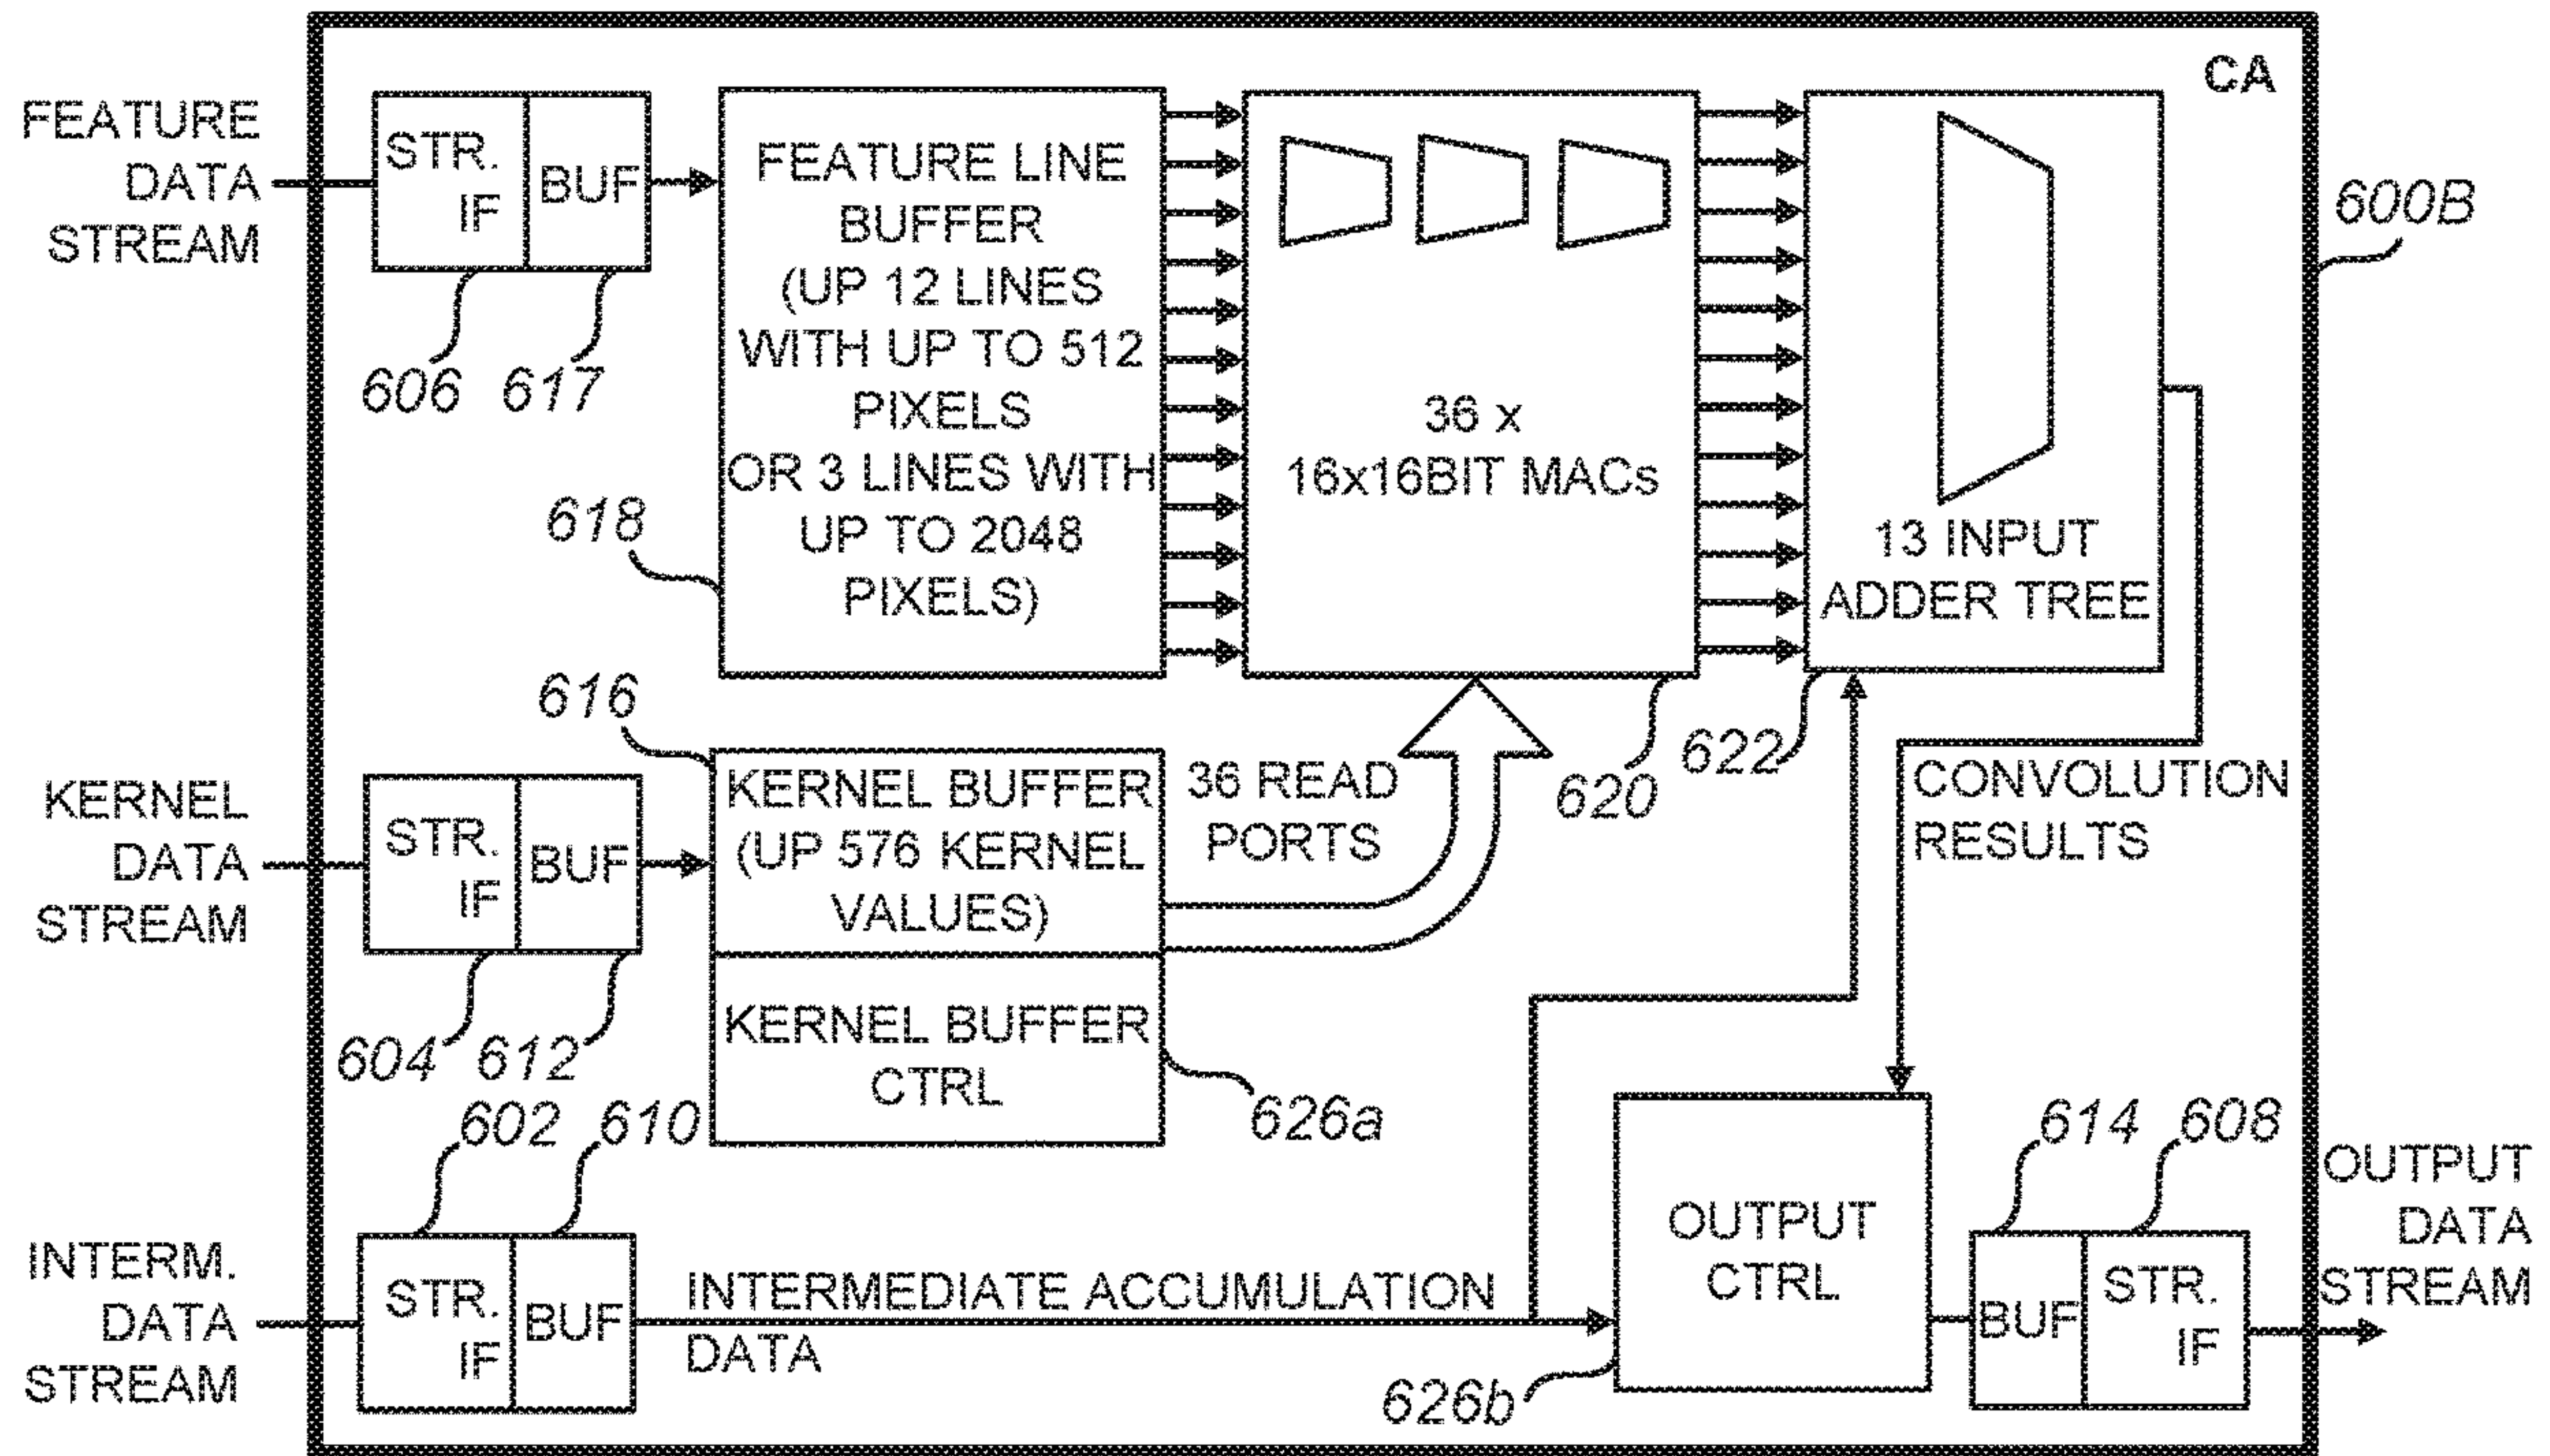 CA
600B
FEATURE
DATA
STREAM
STR.
IF
BUF
606
617
FEATURE LINE
BUFFER
(UP 12 LINES
WITH UP TO 512
PIXELS
OR 3 LINES WITH
UP TO 2048
PIXELS)
618
36 x
16x16BIT MACs
620
13 INPUT
ADDER TREE
622
KERNEL
DATA
STREAM
STR.
IF
BUF
604
612
616
KERNEL BUFFER
(UP 576 KERNEL
VALUES)
KERNEL BUFFER
CTRL
626a
36 READ
PORTS
CONVOLUTION
RESULTS
INTERM.
DATA
STREAM
602
610
STR.
IF
BUF
INTERMEDIATE ACCUMULATION
DATA
OUTPUT
CTRL
626b
614
608
BUF
STR.
IF
OUTPUT
DATA
STREAM